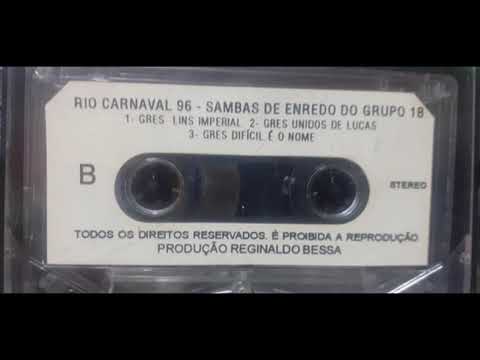 RIO CARNAVAL 96 - SAMBAS DE ENREDO DO GRUPO 1B
1- GRES LINS IMPERIAL 2- GRES UNIDOS DE LUCAS
3- GRES DIFÍCIL É O NOME
B
STEREO
TODOS OS DIREITOS RESERVADOS. É PROIBIDA A REPRODUÇÃO
PRODUÇÃO REGINALDO BESSA